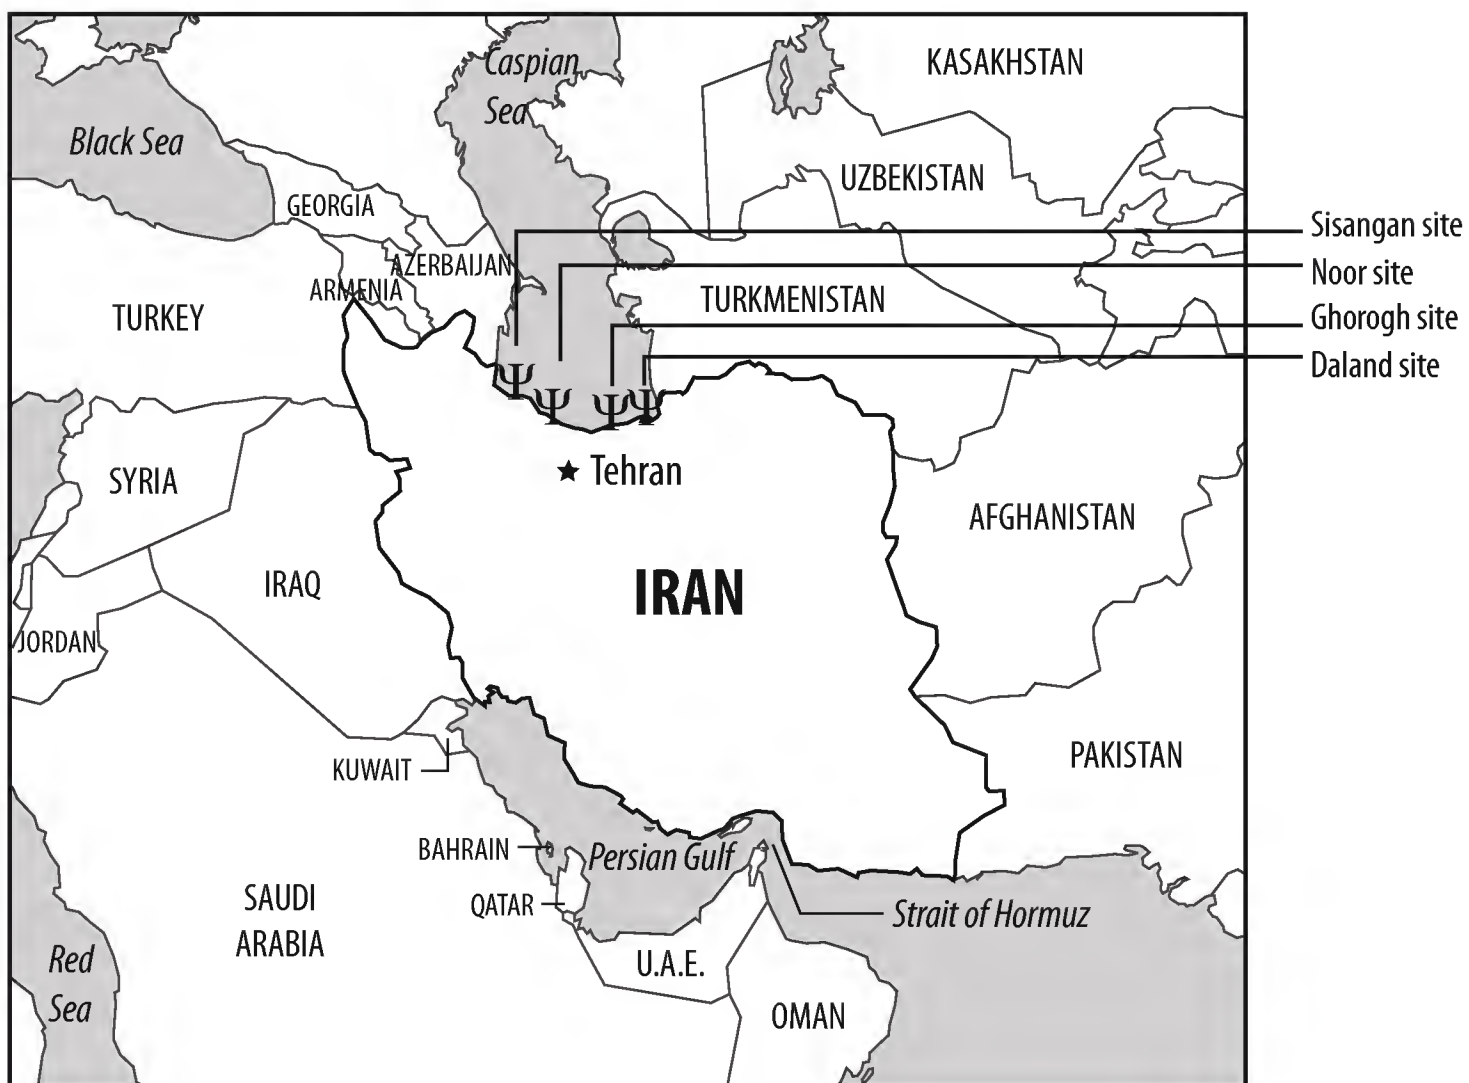 Caspian
Sea
KASAKHSTAN
Black Sea
UZBEKISTAN
GEORGIA
Sisangan site
AZERBAIJAN
Noor site
ARMENIA
TURKMENISTAN
TURKEY
Ghorogh site
Daland site
Ψ Ψ Ψ Ψ
Tehran
SYRIA
AFGHANISTAN
IRAQ
IRAN
JORDAN
PAKISTAN
KUWAIT
BAHRAIN
Persian Gulf
QATAR
SAUDI
ARABIA
Strait of Hormuz
Red
Sea
U.A.E.
OMAN